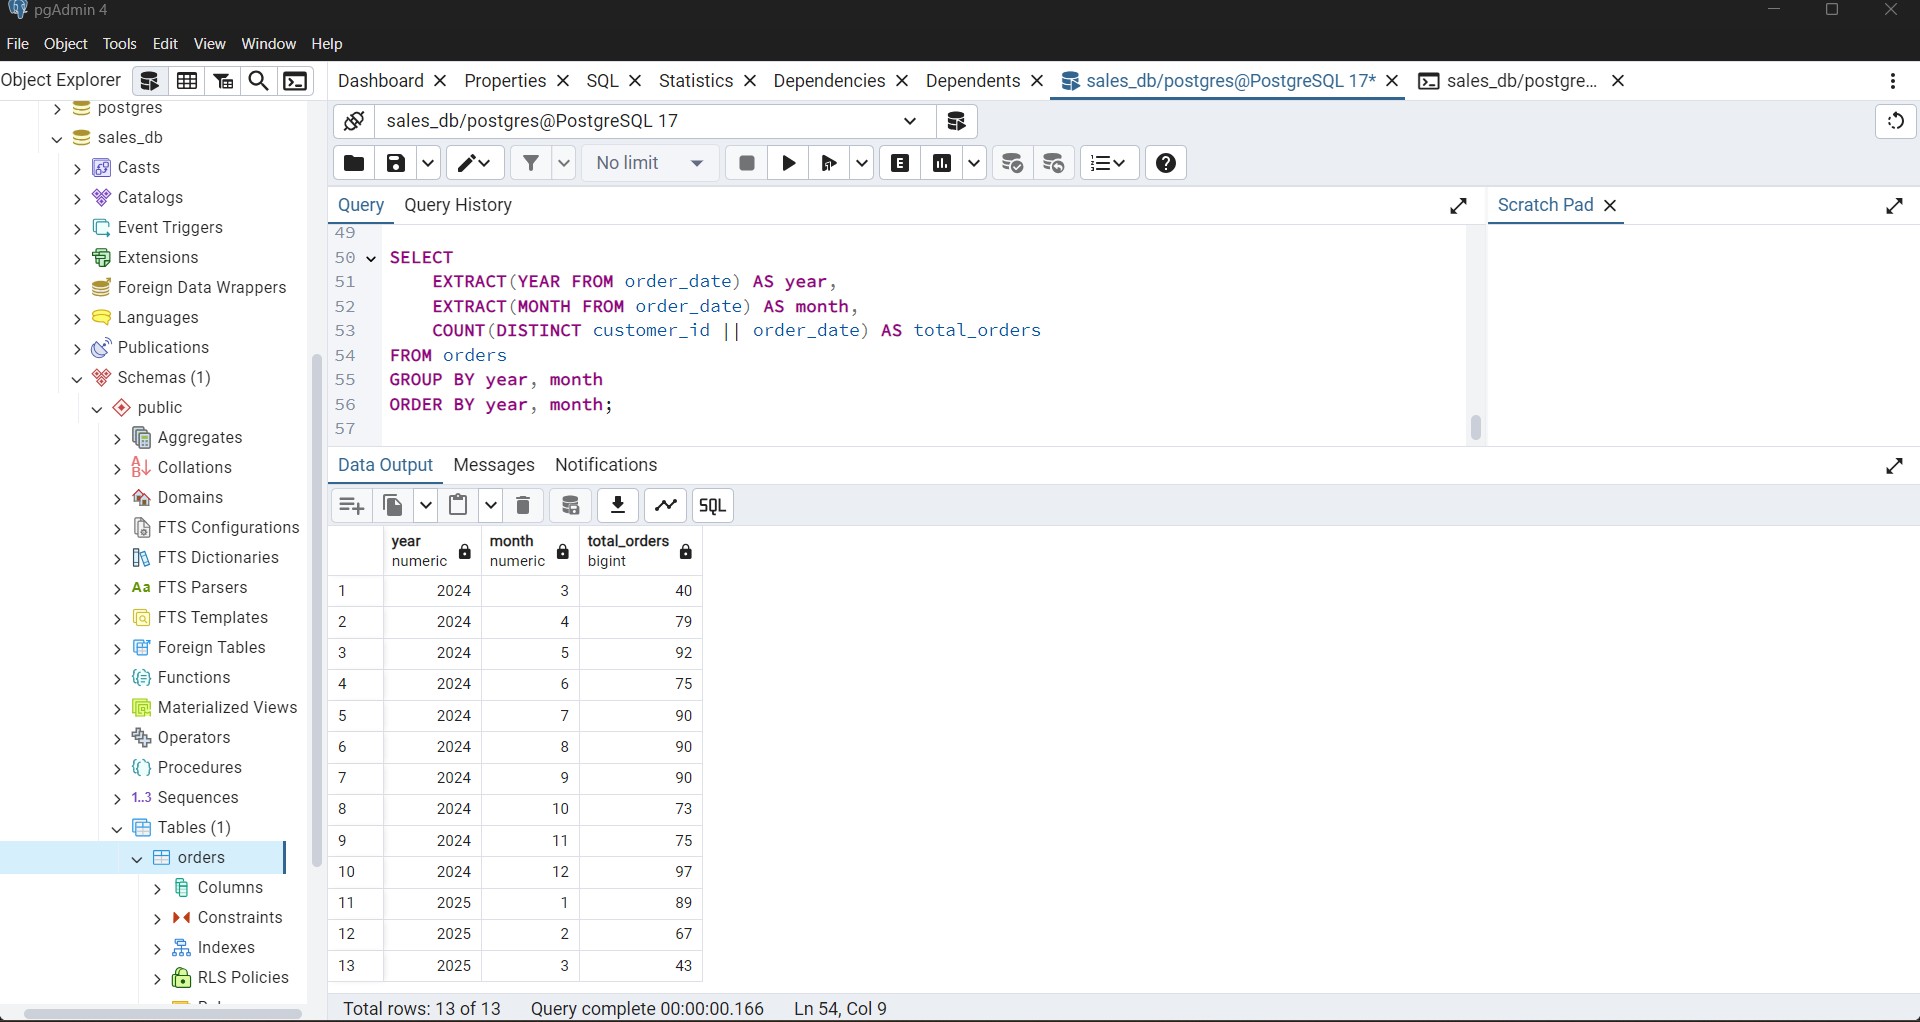 pgAdmin 4
File Object Tools Edit View Window Help
Object Explorer
Dashboard Properties SQL Statistics Dependencies Dependents sales_db/postgres@PostgreSQL 17* sales_db/postgre...
postgres
sales_db
Casts
Catalogs
Event Triggers
Extensions
Foreign Data Wrappers
Languages
Publications
Schemas (1)
public
Aggregates
Collations
Domains
FTS Configurations
FTS Dictionaries
Aa FTS Parsers
FTS Templates
Foreign Tables
Functions
Materialized Views
Operators
Procedures
1..3 Sequences
Tables (1)
orders
Columns
Constraints
Indexes
RLS Policies
sales_db/postgres@PostgreSQL 17
No limit
E
Query Query History
Scratch Pad
49
50 SELECT
51 EXTRACT(YEAR FROM order_date) AS year,
52 EXTRACT(MONTH FROM order_date) AS month,
53 COUNT(DISTINCT customer_id || order_date) AS total_orders
54 FROM orders
55 GROUP BY year, month
56 ORDER BY year, month;
57
Data Output Messages Notifications
SQL
year month total_orders
numeric numeric bigint
1 2024 3 40
2 2024 4 79
3 2024 5 92
4 2024 6 75
5 2024 7 90
6 2024 8 90
7 2024 9 90
8 2024 10 73
9 2024 11 75
10 2024 12 97
11 2025 1 89
12 2025 2 67
13 2025 3 43
Total rows: 13 of 13 Query complete 00:00:00.166 Ln 54, Col 9